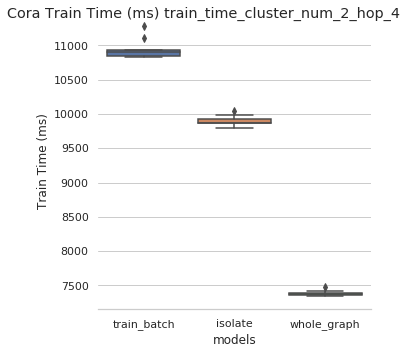 Cora Train Time (ms) train_time_cluster_num_2_hop_4
11000
10500
10000
9500
9000
8500
8000
7500
Train Time (ms)
train_batch isolate whole_graph
models